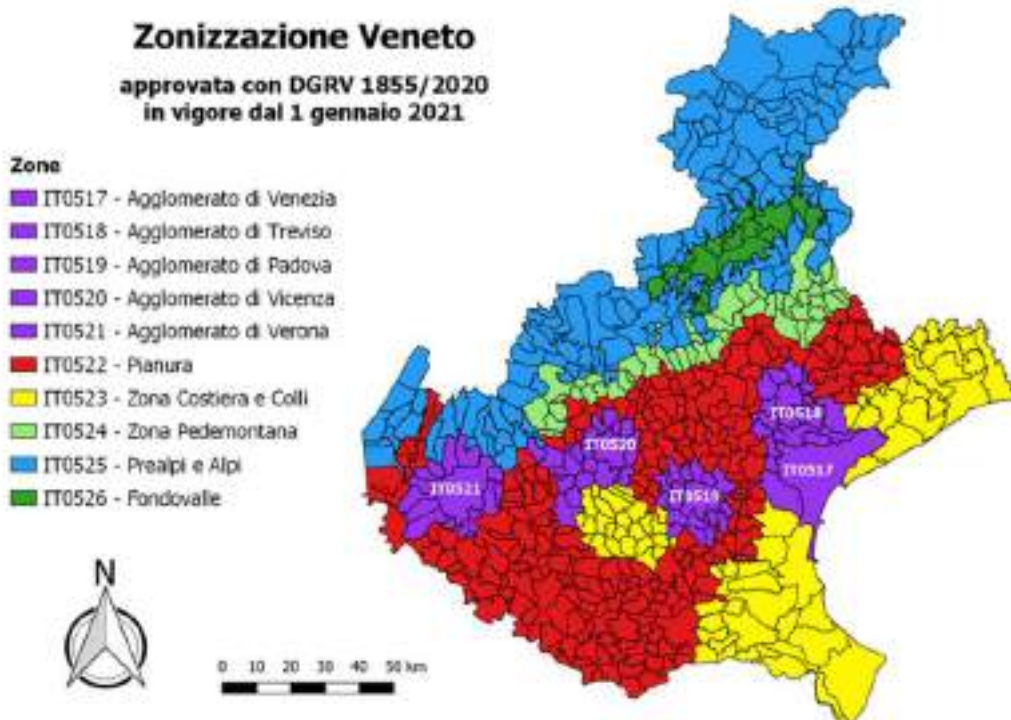 Zonizzazione Veneto
approvata con DGRV 1855/2020
in vigore dal 1 gennaio 2021
Zone
IT0517 - Agglomerato di Venezia
IT0518 - Agglomerato di Treviso
IT0519 - Agglomerato di Padova
IT0520 - Agglomerato di Vicenza
IT0521 - Agglomerato di Verona
IT0522 - Pianura
IT0523 - Zona Costiera e Colli
IT0524 - Zona Pedemontana
IT0525 - Prealpi e Alpi
IT0526 - Fondovalle
IT0518
IT0520
IT0517
IT0521
IT0519
N
0 10 20 30 40 50 km